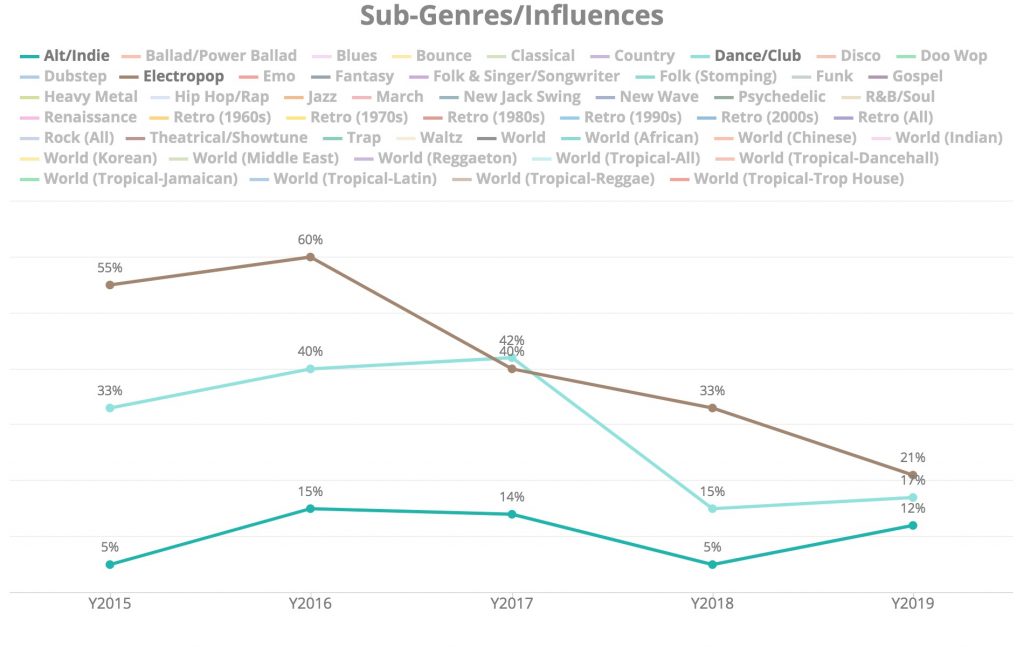 Sub-Genres/Influences
Alt/Indie Ballad/Power Ballad Blues Bounce Classical Country Dance/Club Disco Doo Wop
Dubstep Electropop Emo Fantasy Folk & Singer/Songwriter Folk (Stomping) Funk Gospel
Heavy Metal Hip Hop/Rap Jazz March New Jack Swing New Wave Psychedelic R&B/Soul
Renaissance Retro (1960s) Retro (1970s) Retro (1980s) Retro (1990s) Retro (2000s) Retro (All)
Rock (All) Theatrical/Showtune Trap Waltz World World (African) World (Chinese) World (Indian)
World (Korean) World (Middle East) World (Reggaeton) World (Tropical-All) World (Tropical-Dancehall)
World (Tropical-Jamaican) World (Tropical-Latin) World (Tropical-Reggae) World (Tropical-Trop House)
60%
55%
42%
40% 40%
33% 33%
21%
17%
15% 14% 15%
12%
5% 5%
Y2015 Y2016 Y2017 Y2018 Y2019